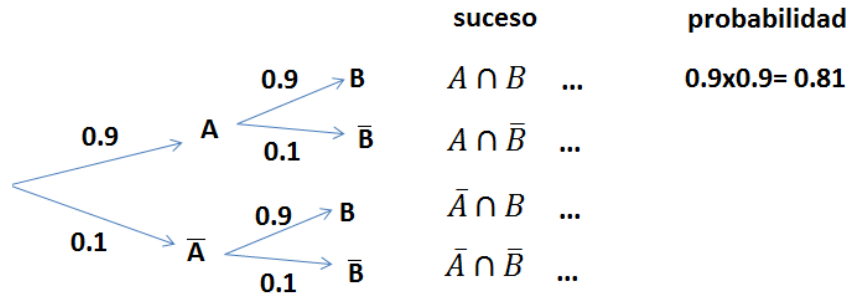 suceso probabilidad
0.9 B A ∩ B ... 0.9x0.9= 0.81
0.9 A 0.1 B̅ A ∩ B̅ ...
0.1 A̅ 0.9 B A̅ ∩ B ...
0.1 B̅ A̅ ∩ B̅ ...